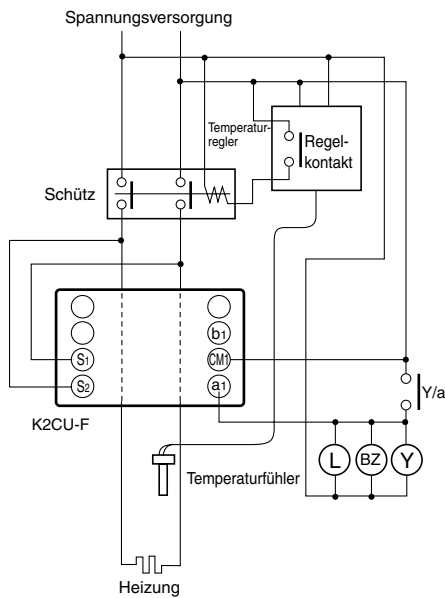 Spannungsversorgung
Temperatur-
regler
Regel-
kontakt
Schütz
b1
S1
CM1
S2
a1
Y/a
K2CU-F
L
BZ
Y
Temperaturfühler
Heizung